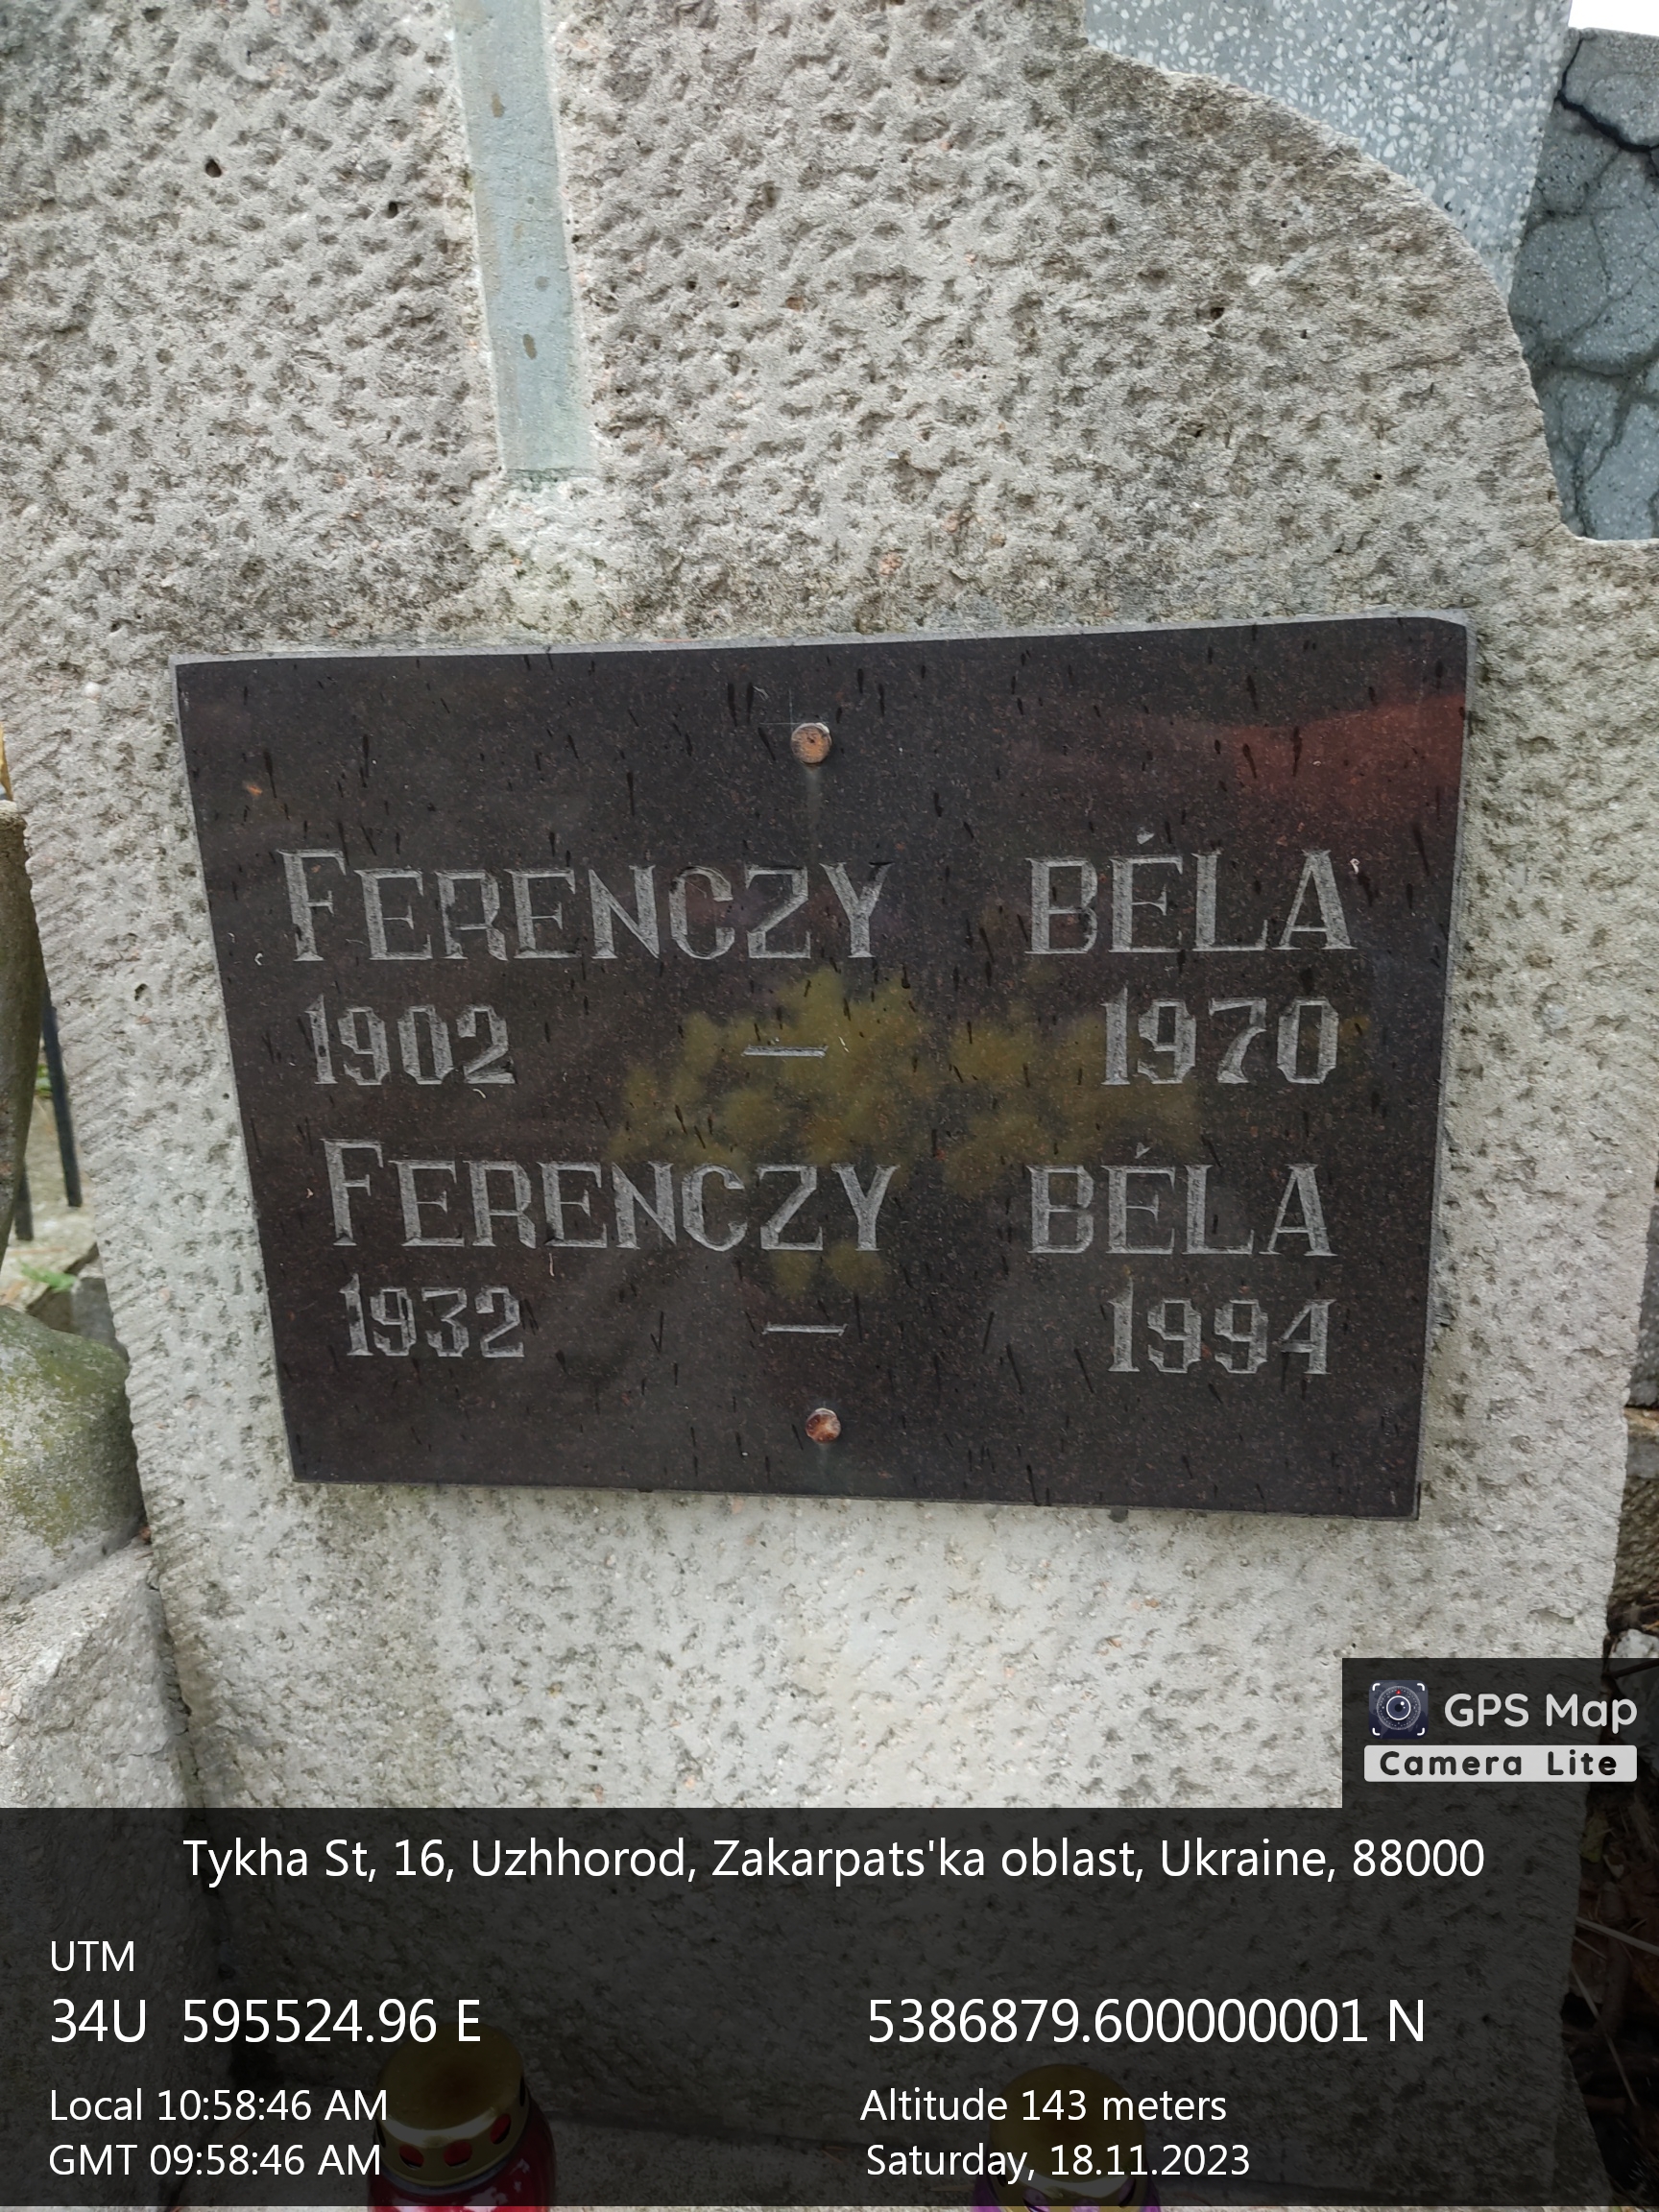 FERENCZY BÉLA
1902 — 1970
FERENCZY BÉLA
1932 — 1994
GPS Map
Camera Lite
Tykha St, 16, Uzhhorod, Zakarpats'ka oblast, Ukraine, 88000
UTM
34U 595524.96 E 5386879.600000001 N
Local 10:58:46 AM Altitude 143 meters
GMT 09:58:46 AM Saturday, 18.11.2023